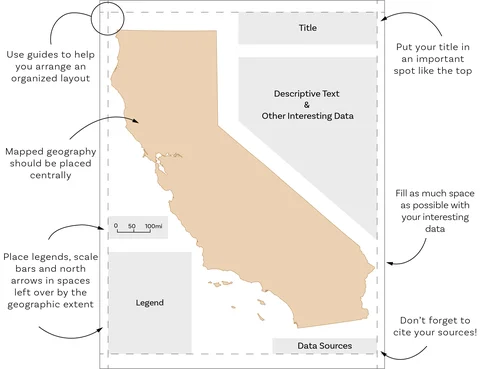 Title
Use guides to help
you arrange an
organized layout
Put your title in
an important
spot like the top
Descriptive Text
&
Other Interesting Data
Mapped geography
should be placed
centrally
Fill as much space
as possible with
your interesting
data
0 50 100mi
Place legends, scale
bars and north
arrows in spaces
left over by the
geographic extent
Legend
Don't forget to
cite your sources!
Data Sources